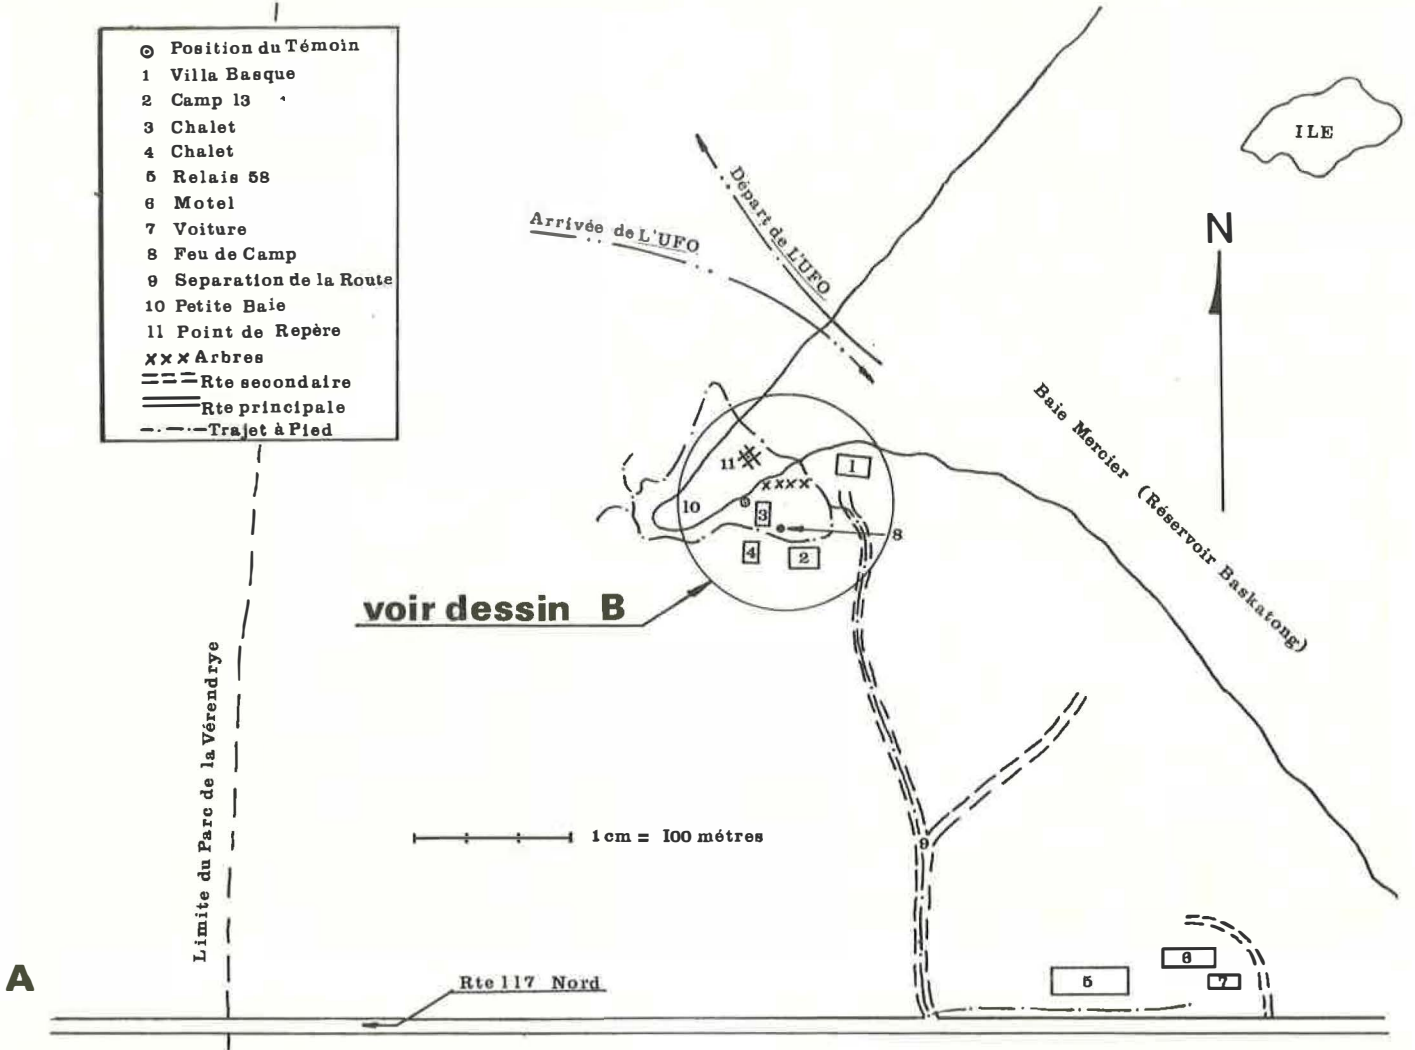 Position du Témoin
1 Villa Basque
2 Camp 13
3 Chalet
4 Chalet
5 Relais 58
6 Motel
7 Voiture
8 Feu de Camp
9 Separation de la Route
10 Petite Baie
11 Point de Repère
xxx Arbres
Rte secondaire
Rte principale
Trajet à Pied
ILE
N
Départ de L'UFO
Arrivée de L'UFO
Baie Mercier (Réservoir Baskatong)
11
1
10
3
8
4
2
voir dessin B
Limite du Parc de la Vérendrye
1 cm = 100 métres
9
6
5
7
A
Rte 117 Nord